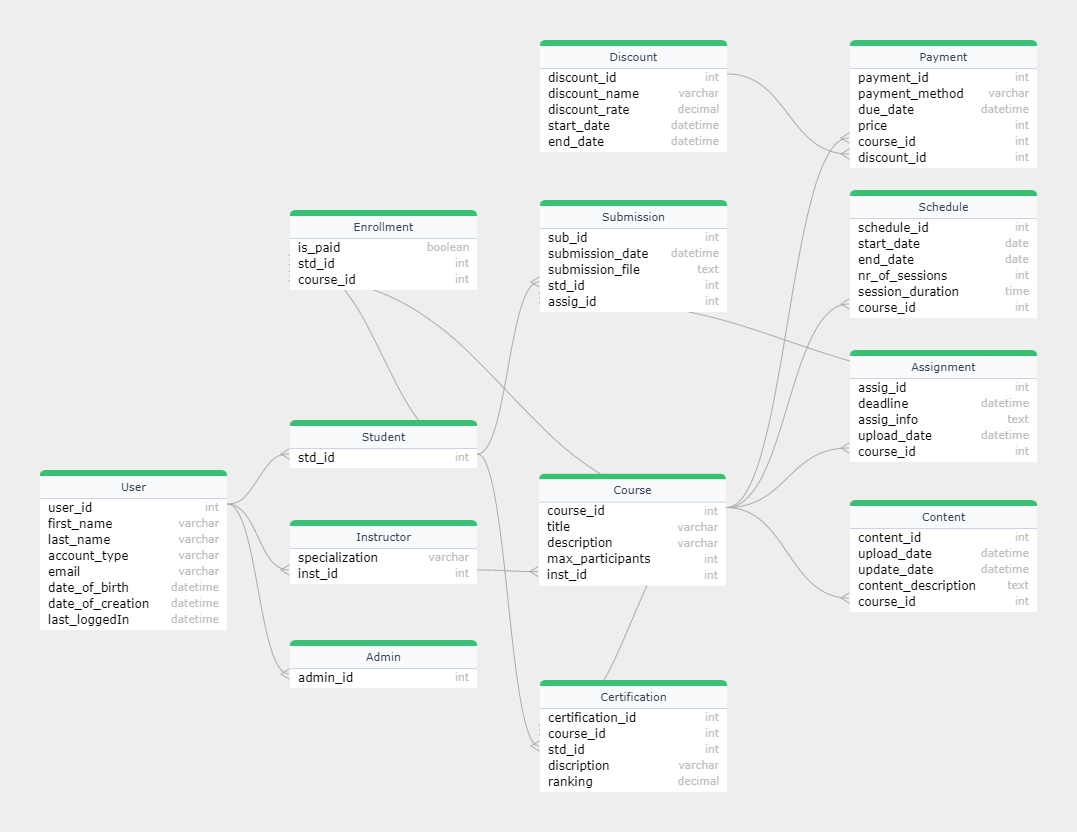 Discount
discount_id int
discount_name varchar
discount_rate decimal
start_date datetime
end_date datetime
Payment
payment_id int
payment_method varchar
due_date datetime
price int
course_id int
discount_id int
Enrollment
is_paid boolean
std_id int
course_id int
Submission
sub_id int
submission_date datetime
submission_file text
std_id int
assig_id int
Schedule
schedule_id int
start_date date
end_date date
nr_of_sessions int
session_duration time
course_id int
Assignment
assig_id int
deadline datetime
assig_info text
upload_date datetime
course_id int
Student
std_id int
User
user_id int
first_name varchar
last_name varchar
account_type varchar
email varchar
date_of_birth datetime
date_of_creation datetime
last_loggedIn datetime
Instructor
specialization varchar
inst_id int
Course
course_id int
title varchar
description varchar
max_participants int
inst_id int
Content
content_id int
upload_date datetime
update_date datetime
content_description text
course_id int
Admin
admin_id int
Certification
certification_id int
course_id int
std_id int
discription varchar
ranking decimal